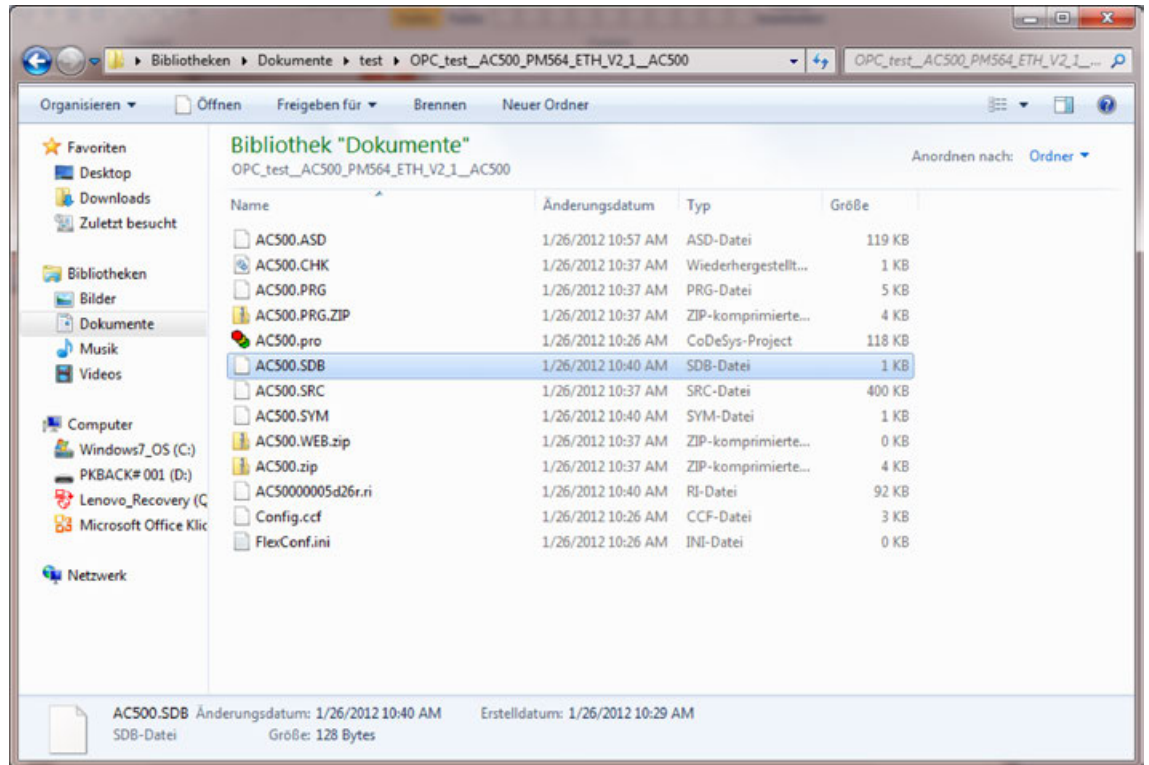 Bibliotheken ▸ Dokumente ▸ test ▸ OPC_test__AC500_PM564_ETH_V2_1__AC500
OPC_test__AC500_PM564_ETH_V2_1__...
Organisieren Öffnen Freigeben für Brennen Neuer Ordner
Favoriten
Desktop
Downloads
Zuletzt besucht
Bibliotheken
Bilder
Dokumente
Musik
Videos
Computer
Windows7_OS (C:)
PKBACK# 001 (D:)
Lenovo_Recovery (Q
Microsoft Office Klic
Netzwerk
Bibliothek "Dokumente"
OPC_test__AC500_PM564_ETH_V2_1__AC500
Anordnen nach: Ordner
Name Änderungsdatum Typ Größe
AC500.ASD 1/26/2012 10:57 AM ASD-Datei 119 KB
AC500.CHK 1/26/2012 10:37 AM Wiederhergestellt... 1 KB
AC500.PRG 1/26/2012 10:37 AM PRG-Datei 5 KB
AC500.PRG.ZIP 1/26/2012 10:37 AM ZIP-komprimierte... 4 KB
AC500.pro 1/26/2012 10:26 AM CoDeSys-Project 118 KB
AC500.SDB 1/26/2012 10:40 AM SDB-Datei 1 KB
AC500.SRC 1/26/2012 10:37 AM SRC-Datei 400 KB
AC500.SYM 1/26/2012 10:40 AM SYM-Datei 1 KB
AC500.WEB.zip 1/26/2012 10:37 AM ZIP-komprimierte... 0 KB
AC500.zip 1/26/2012 10:37 AM ZIP-komprimierte... 4 KB
AC50000005d26r.ri 1/26/2012 10:40 AM RI-Datei 92 KB
Config.ccf 1/26/2012 10:26 AM CCF-Datei 3 KB
FlexConf.ini 1/26/2012 10:26 AM INI-Datei 0 KB
AC500.SDB Änderungsdatum: 1/26/2012 10:40 AM Erstelldatum: 1/26/2012 10:29 AM
SDB-Datei Größe: 128 Bytes